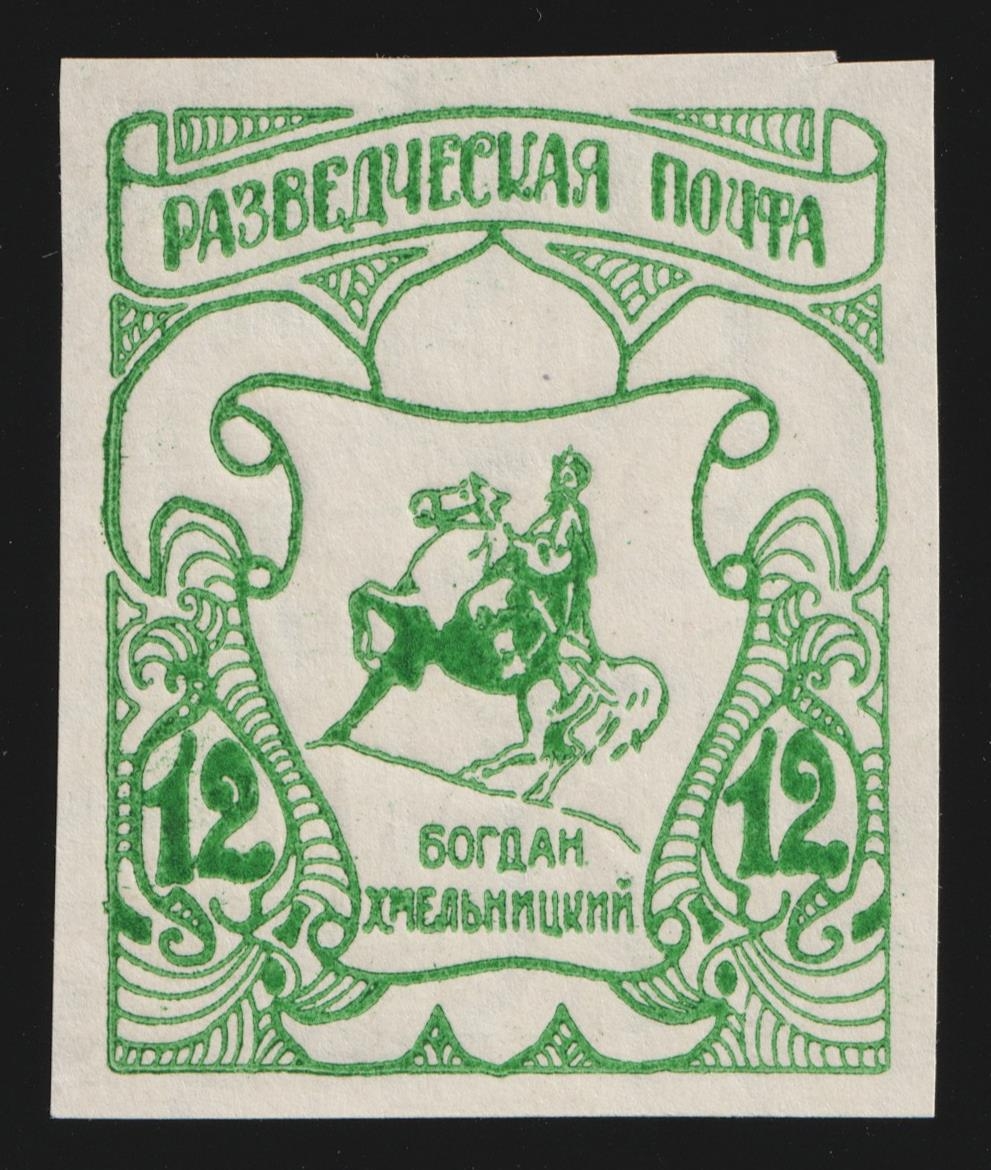 РАЗВЕДЧЕСКАЯ ПОЧТА
12 12
БОГДАН
ХМЕЛЬНИЦКИЙ